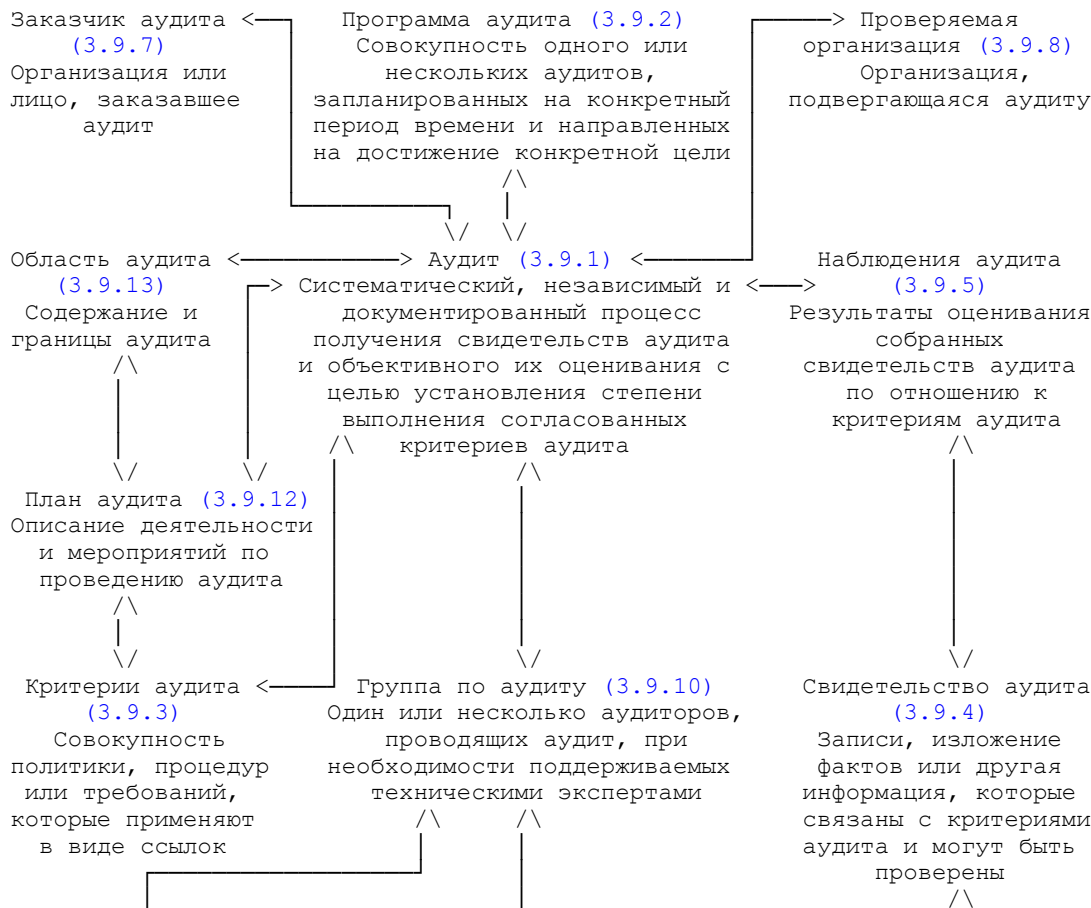 Заказчик аудита
(3.9.7)
Организация или
лицо, заказавшее
аудит
Программа аудита (3.9.2)
Совокупность одного или
нескольких аудитов,
запланированных на конкретный
период времени и направленных
на достижение конкретной цели
Проверяемая
организация (3.9.8)
Организация,
подвергающаяся аудиту
Область аудита
(3.9.13)
Содержание и
границы аудита
Аудит (3.9.1)
Систематический, независимый и
документированный процесс
получения свидетельств аудита
и объективного их оценивания с
целью установления степени
выполнения согласованных
критериев аудита
Наблюдения аудита
(3.9.5)
Результаты оценивания
собранных
свидетельств аудита
по отношению к
критериям аудита
План аудита (3.9.12)
Описание деятельности
и мероприятий по
проведению аудита
Критерии аудита
(3.9.3)
Совокупность
политики, процедур
или требований,
которые применяют
в виде ссылок
Группа по аудиту (3.9.10)
Один или несколько аудиторов,
проводящих аудит, при
необходимости поддерживаемых
техническими экспертами
Свидетельство аудита
(3.9.4)
Записи, изложение
фактов или другая
информация, которые
связаны с критериями
аудита и могут быть
проверены